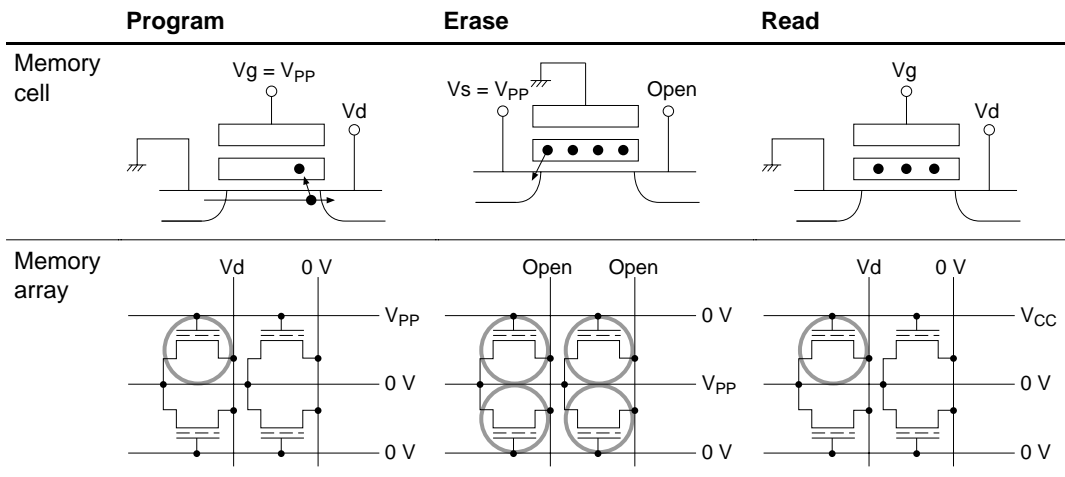 Program Erase Read
Memory cell
Vg = VPP
Vd
Vs = VPP
Open
Vg
Vd
Memory array
Vd 0 V
VPP
0 V
0 V
Open Open
0 V
VPP
0 V
Vd 0 V
VCC
0 V
0 V